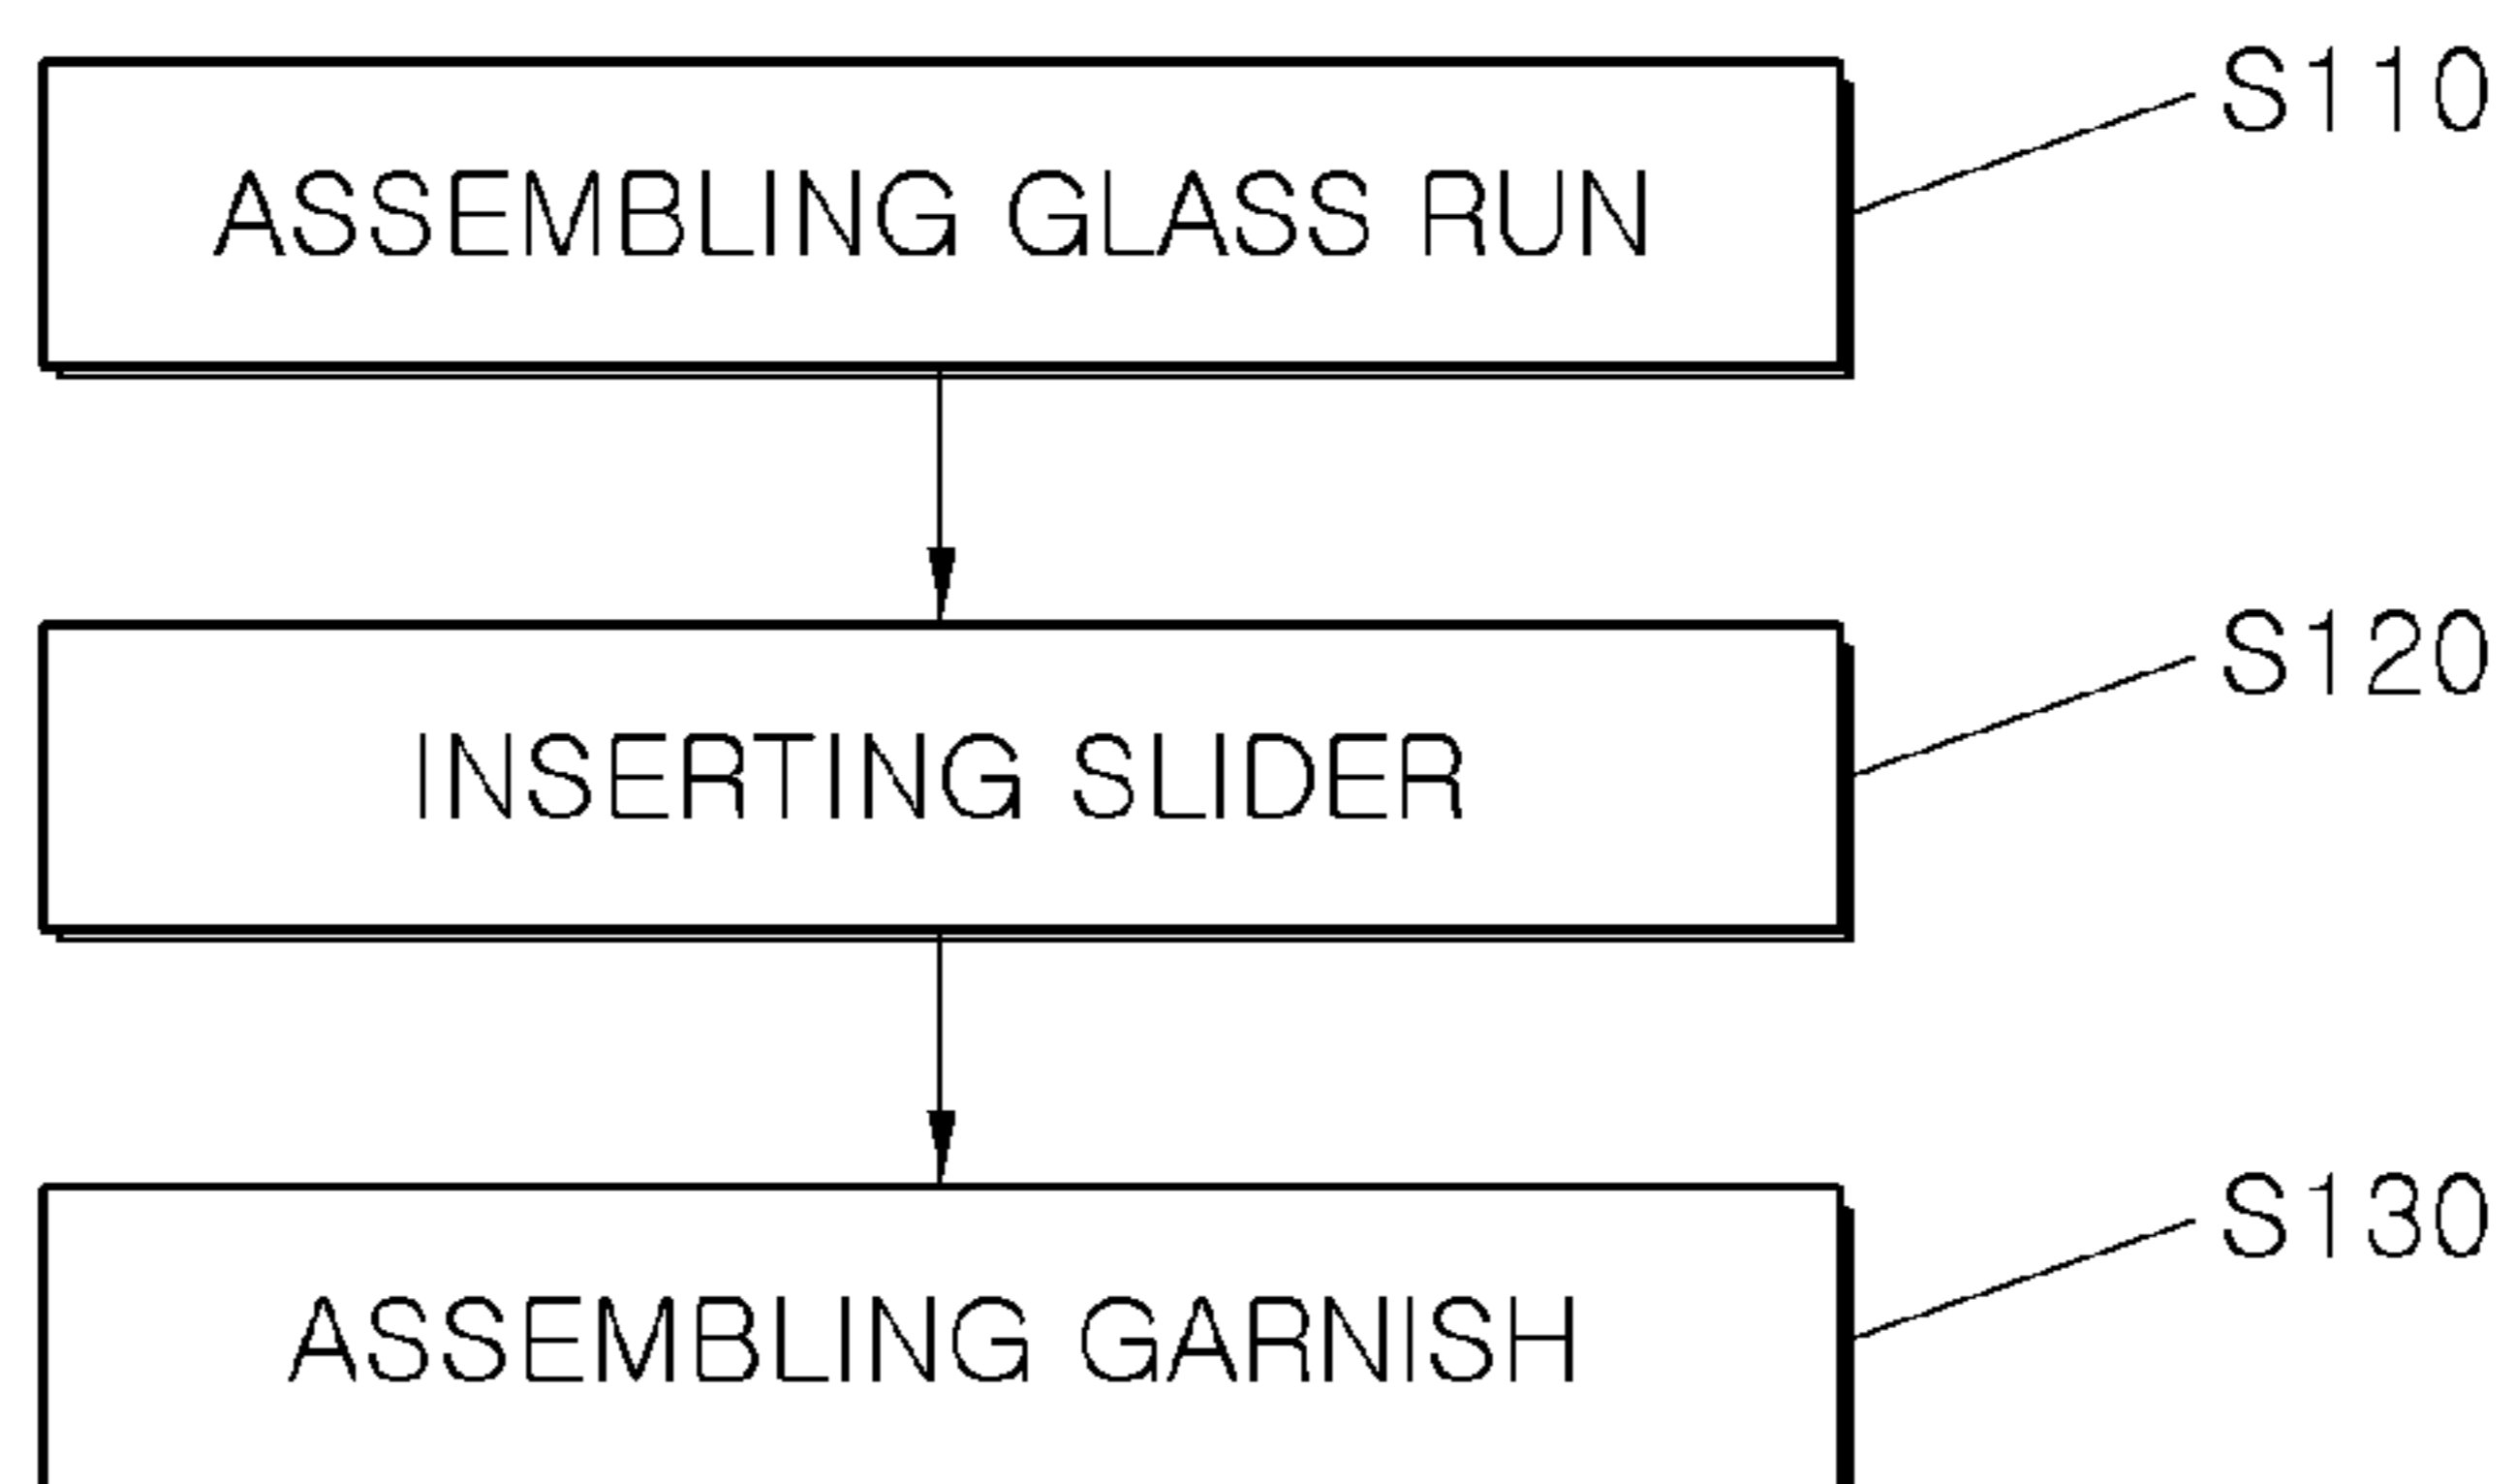 ASSEMBLING GLASS RUN
S110
INSERTING SLIDER
S120
ASSEMBLING GARNISH
S130